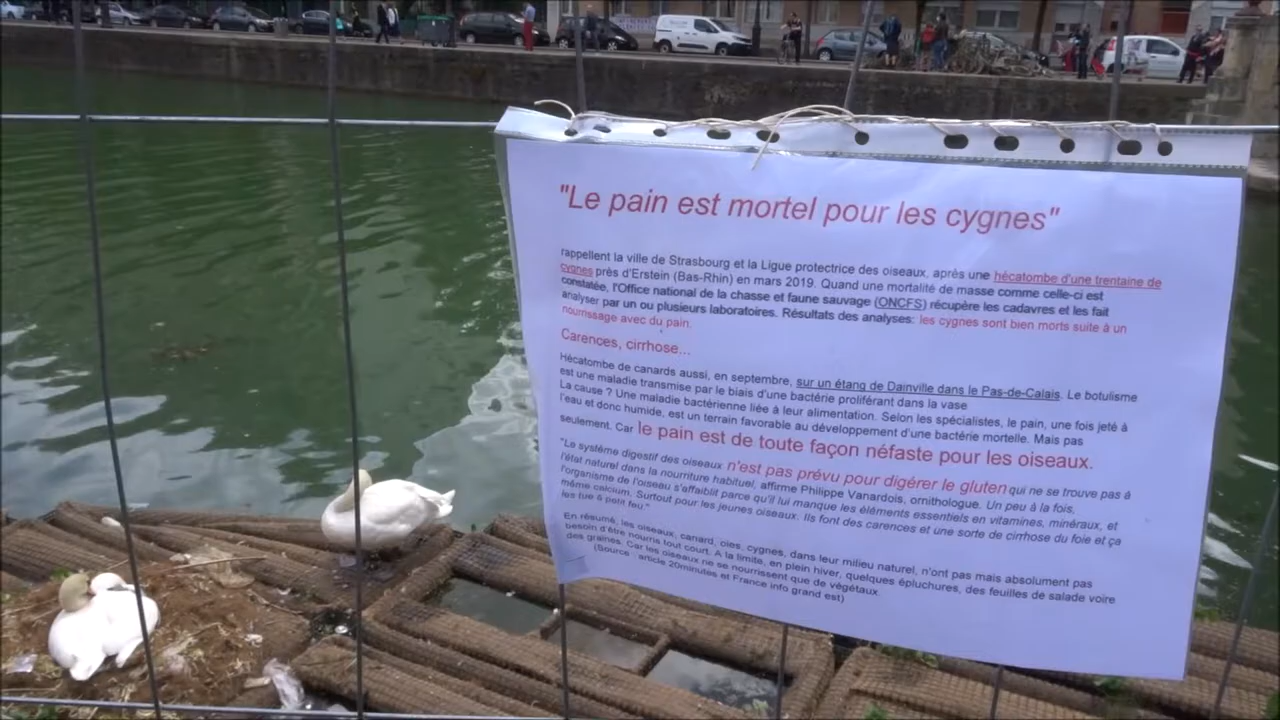 "Le pain est mortel pour les cygnes"
rappellent la ville de Strasbourg et la Ligue protectrice des oiseaux, après une hécatombe d'une trentaine de
cygnes près d'Erstein (Bas-Rhin) en mars 2019. Quand une mortalité de masse comme celle-ci est
constatée, l'Office national de la chasse et faune sauvage (ONCFS) récupère les cadavres et les fait
analyser par un ou plusieurs laboratoires. Résultats des analyses: les cygnes sont bien morts suite à un
nourrissage avec du pain.
Carences, cirrhose...
Hécatombe de canards aussi, en septembre, sur un étang de Dainville dans le Pas-de-Calais. Le botulisme
est une maladie transmise par le biais d'une bactérie proliférant dans la vase
La cause ? Une maladie bactérienne liée à leur alimentation. Selon les spécialistes, le pain, une fois jeté à
l'eau et donc humide, est un terrain favorable au développement d'une bactérie mortelle. Mais pas
seulement. Car le pain est de toute façon néfaste pour les oiseaux.
"Le système digestif des oiseaux n'est pas prévu pour digérer le gluten qui ne se trouve pas à
l'état naturel dans la nourriture habituel, affirme Philippe Vanardois, ornithologue. Un peu à la fois,
l'organisme de l'oiseau s'affaiblit parce qu'il lui manque les éléments essentiels en vitamines, minéraux, et
même calcium. Surtout pour les jeunes oiseaux. Ils font des carences et une sorte de cirrhose du foie et ça
les tue à petit feu."
En résumé, les oiseaux, canard, oies, cygnes, dans leur milieu naturel, n'ont pas mais absolument pas
besoin d'être nourris tout court. A la limite, en plein hiver, quelques épluchures, des feuilles de salade voire
des graines. Car les oiseaux ne se nourrissent que de végétaux.
(Source : article 20minutes et France info grand est)